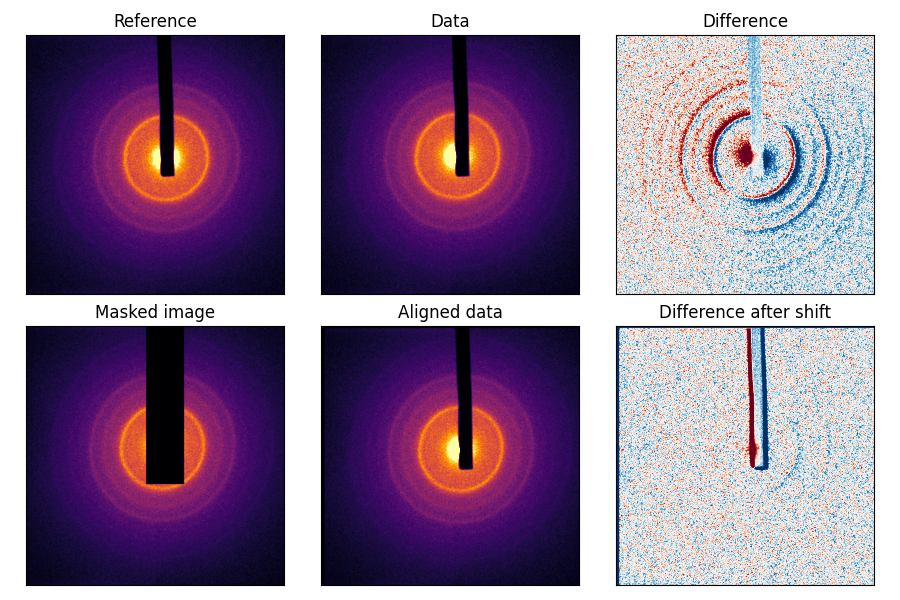 Reference
Data
Difference
Masked image
Aligned data
Difference after shift